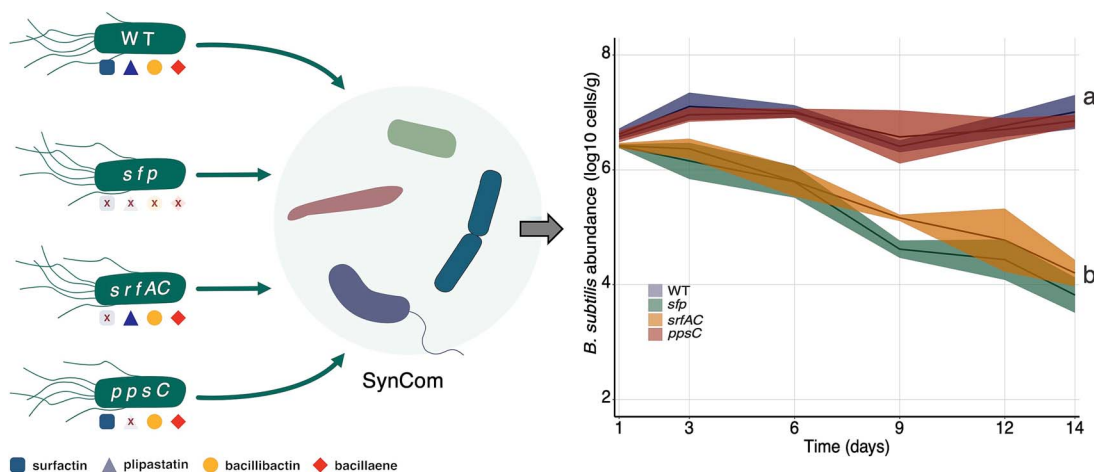 WT
sfp
x x x x
srfAC
x
ppsC
x
SynCom
surfactin plipastatin bacillibactin bacillaene
B. subtilis abundance (log10 cells/g)
8
6
4
2
a
b
WT
sfp
srfAC
ppsC
1 3 6 9 12 14
Time (days)